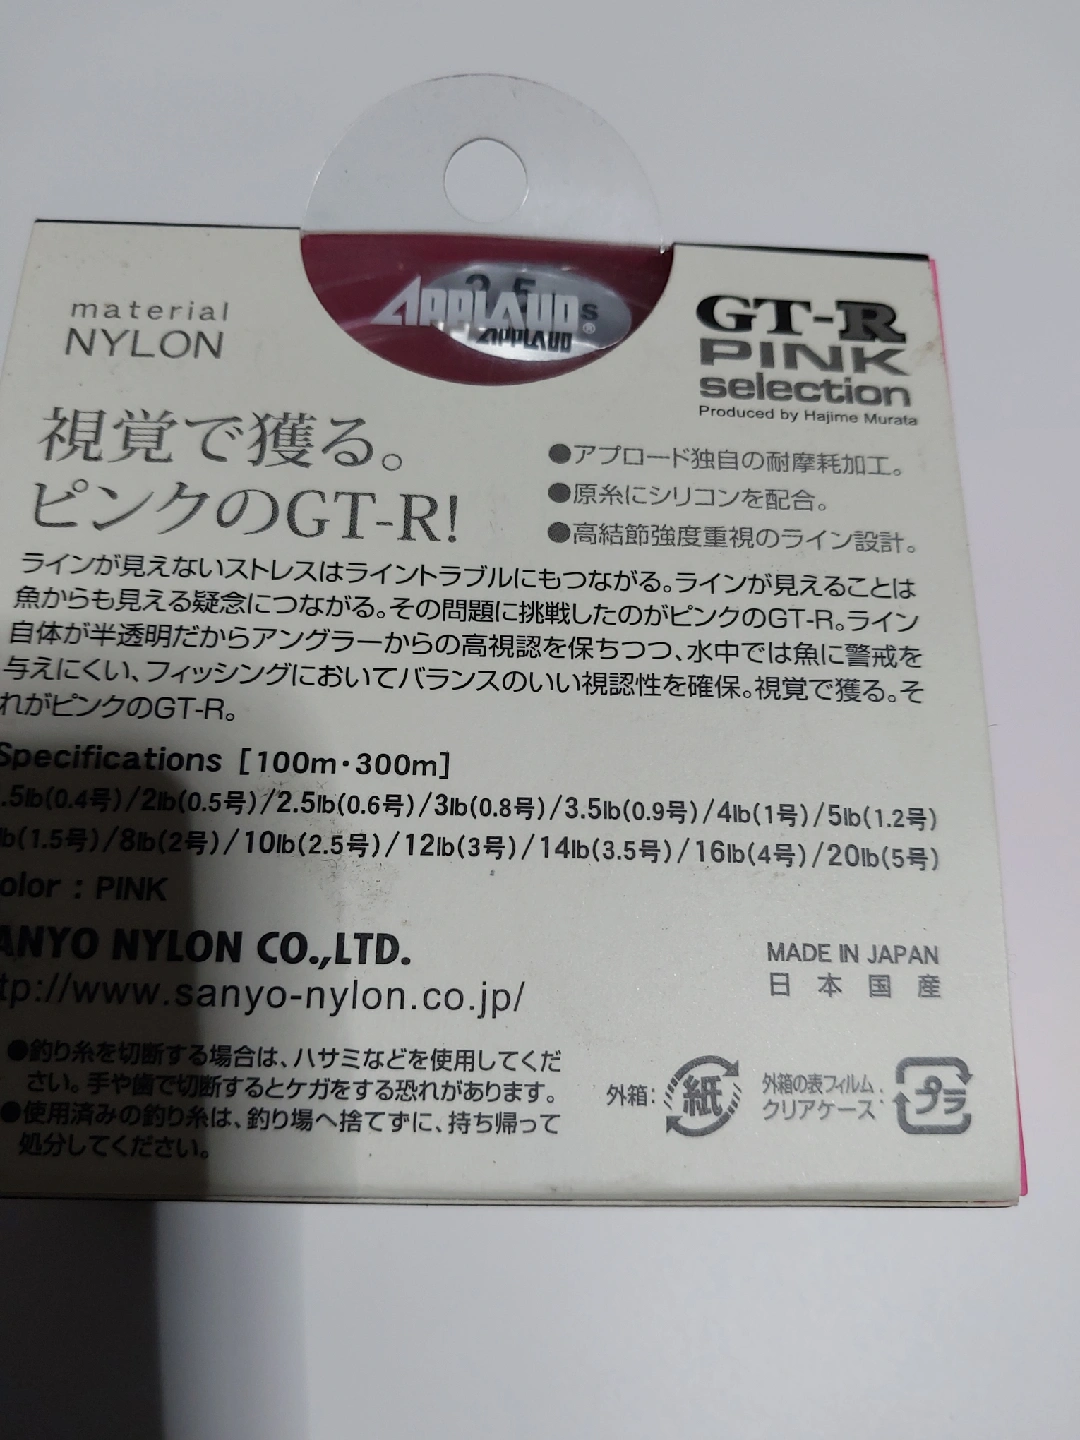 APPLAUD®
APPLAUD
material
NYLON
GT-R
PINK
selection
Produced by Hajime Murata
視覚で獲る。
ピンクのGT-R!
●アプロード独自の耐摩耗加工。
●原糸にシリコンを配合。
●高結節強度重視のライン設計。
ラインが見えないストレスはライントラブルにもつながる。ラインが見えることは
魚からも見える疑念につながる。その問題に挑戦したのがピンクのGT-R。ライン
自体が半透明だからアングラーからの高視認を保ちつつ、水中では魚に警戒を
与えにくい、フィッシングにおいてバランスのいい視認性を確保。視覚で獲る。そ
れがピンクのGT-R。
Specifications [100m・300m]
.5lb(0.4号)/2lb(0.5号)/2.5lb(0.6号)/3lb(0.8号)/3.5lb(0.9号)/4lb(1号)/5lb(1.2号)
lb(1.5号)/8lb(2号)/10lb(2.5号)/12lb(3号)/14lb(3.5号)/16lb(4号)/20lb(5号)
olor : PINK
ANYO NYLON CO.,LTD.
tp://www.sanyo-nylon.co.jp/
MADE IN JAPAN
日本国産
●釣り糸を切断する場合は、ハサミなどを使用してくだ
さい。手や歯で切断するとケガをする恐れがあります。
●使用済みの釣り糸は、釣り場へ捨てずに、持ち帰って
処分してください。
外箱:
紙
外箱の表フィルム
クリアケース:
プラ